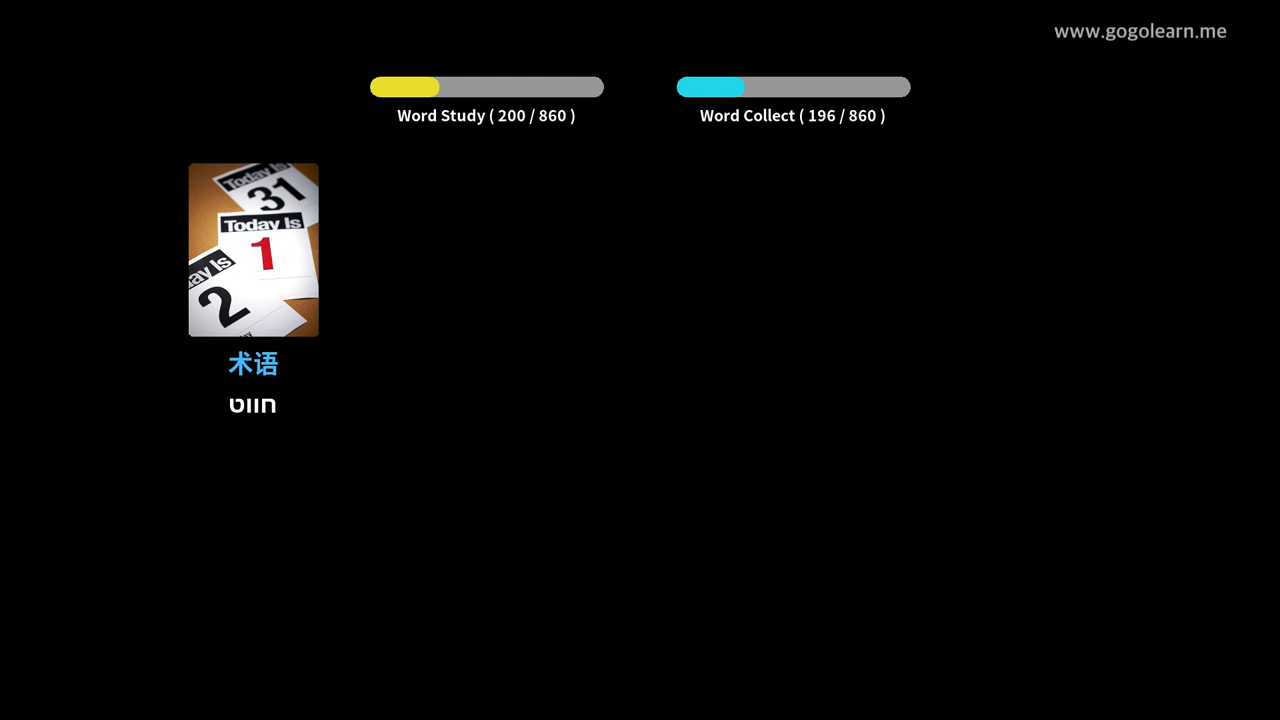 www.gogolearn.me
Word Study ( 200 / 860 )
Word Collect ( 196 / 860 )
Today Is
31
Today Is
1
ay Is
2
术语
חווט